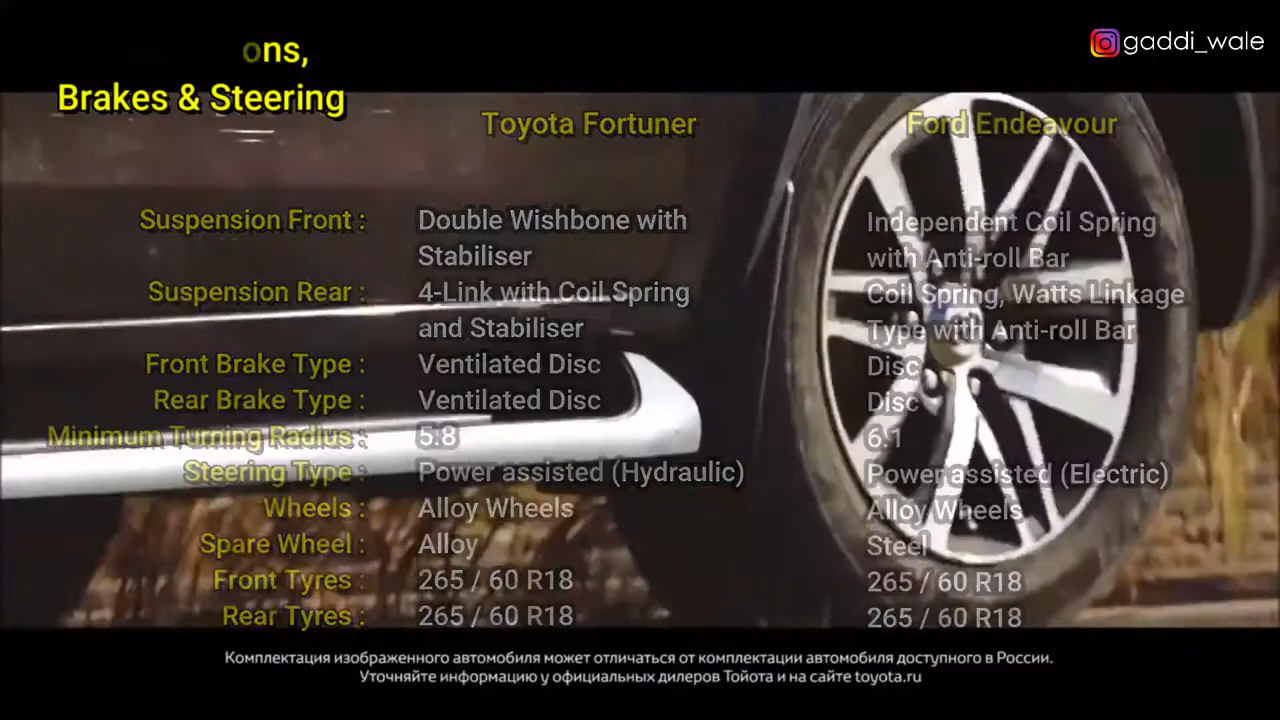 gaddi_wale
ons,
Brakes & Steering
Toyota Fortuner Ford Endeavour
Suspension Front : Double Wishbone with Independent Coil Spring
Stabiliser with Anti-roll Bar
Suspension Rear : 4-Link with Coil Spring Coil Spring, Watts Linkage
and Stabiliser Type with Anti-roll Bar
Front Brake Type : Ventilated Disc Disc
Rear Brake Type : Ventilated Disc Disc
Minimum Turning Radius : 5.8 6.1
Steering Type : Power assisted (Hydraulic) Power assisted (Electric)
Wheels : Alloy Wheels Alloy Wheels
Spare Wheel : Alloy Steel
Front Tyres : 265 / 60 R18 265 / 60 R18
Rear Tyres : 265 / 60 R18 265 / 60 R18
Комплектация изображенного автомобиля может отличаться от комплектации автомобиля доступного в России.
Уточняйте информацию у официальных дилеров Тойота и на сайте toyota.ru